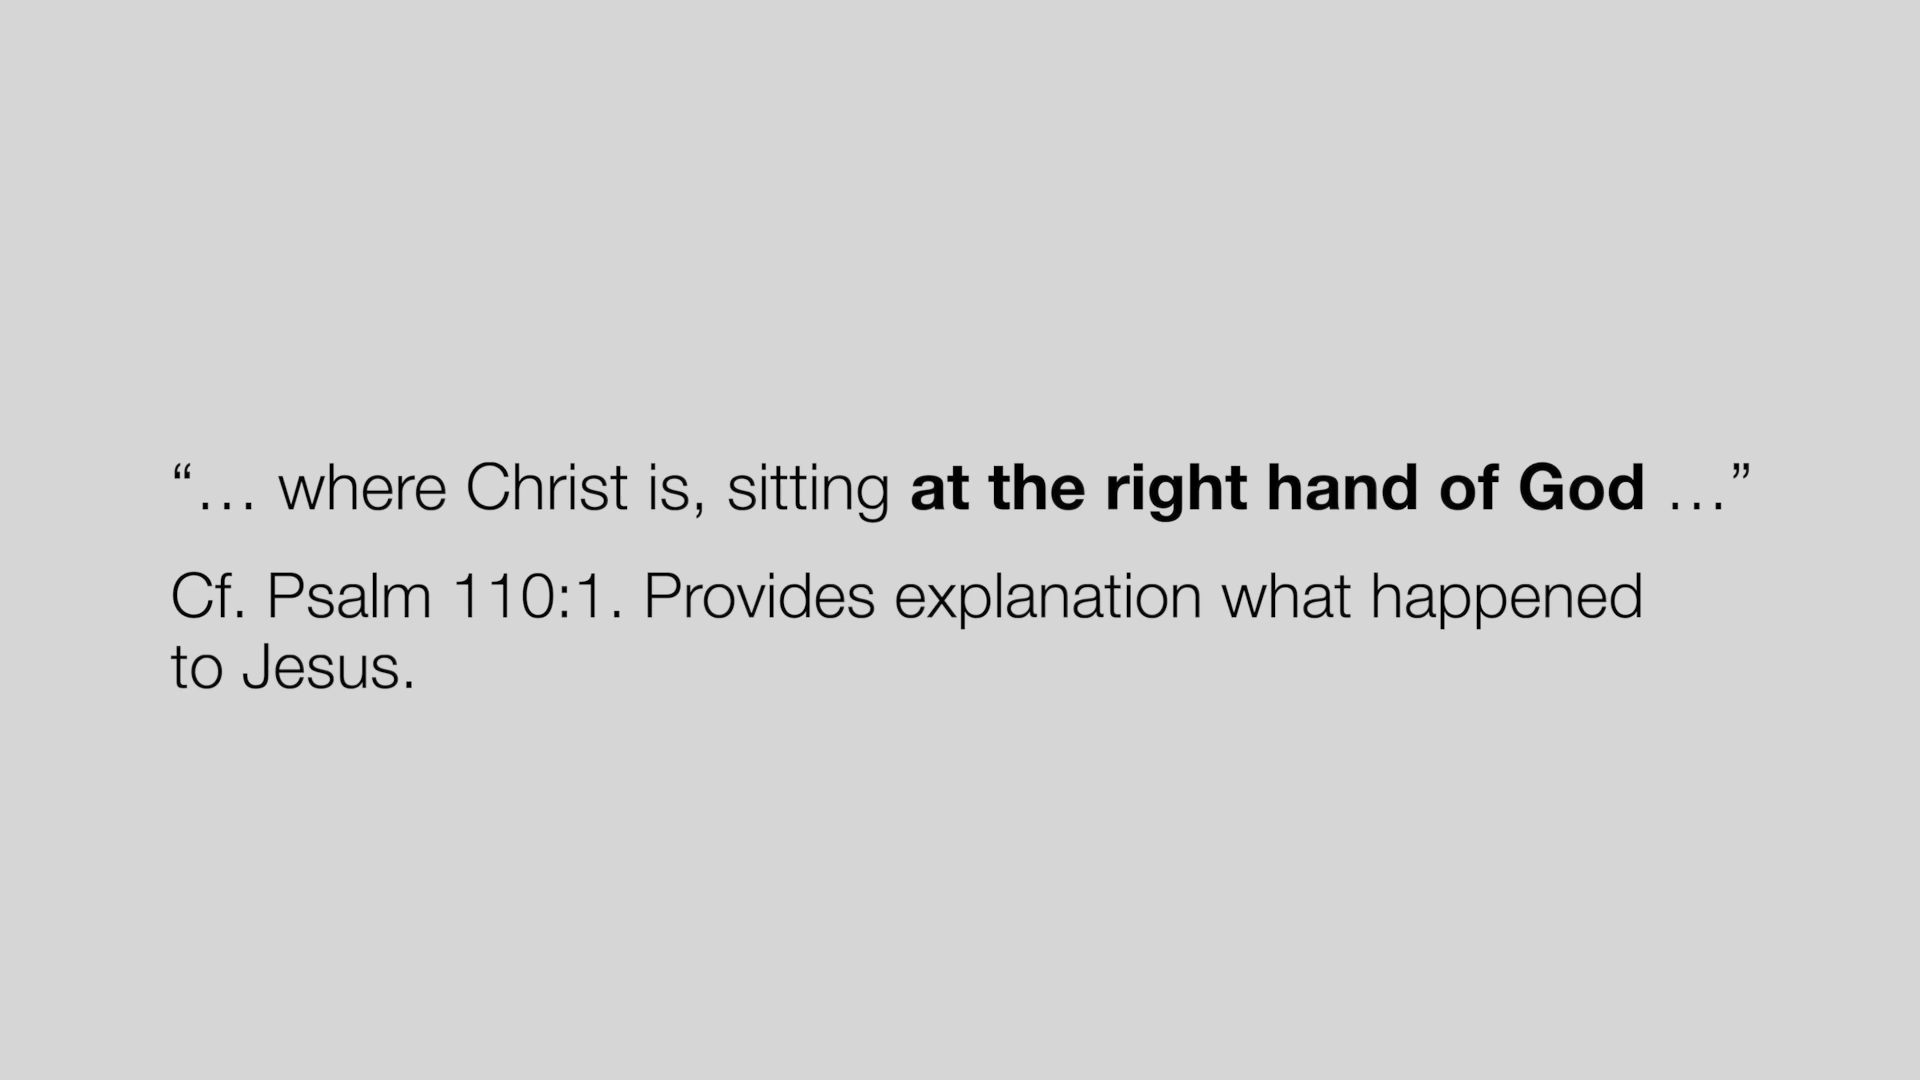 “… where Christ is, sitting at the right hand of God …”
Cf. Psalm 110:1. Provides explanation what happened
to Jesus.